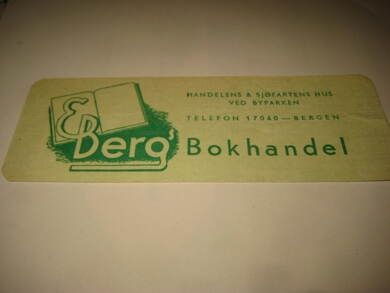 HANDELENS & SJØFARTENS HUS
VED BYPARKEN
TELEFON 17040 — BERGEN
E Berg Bokhandel